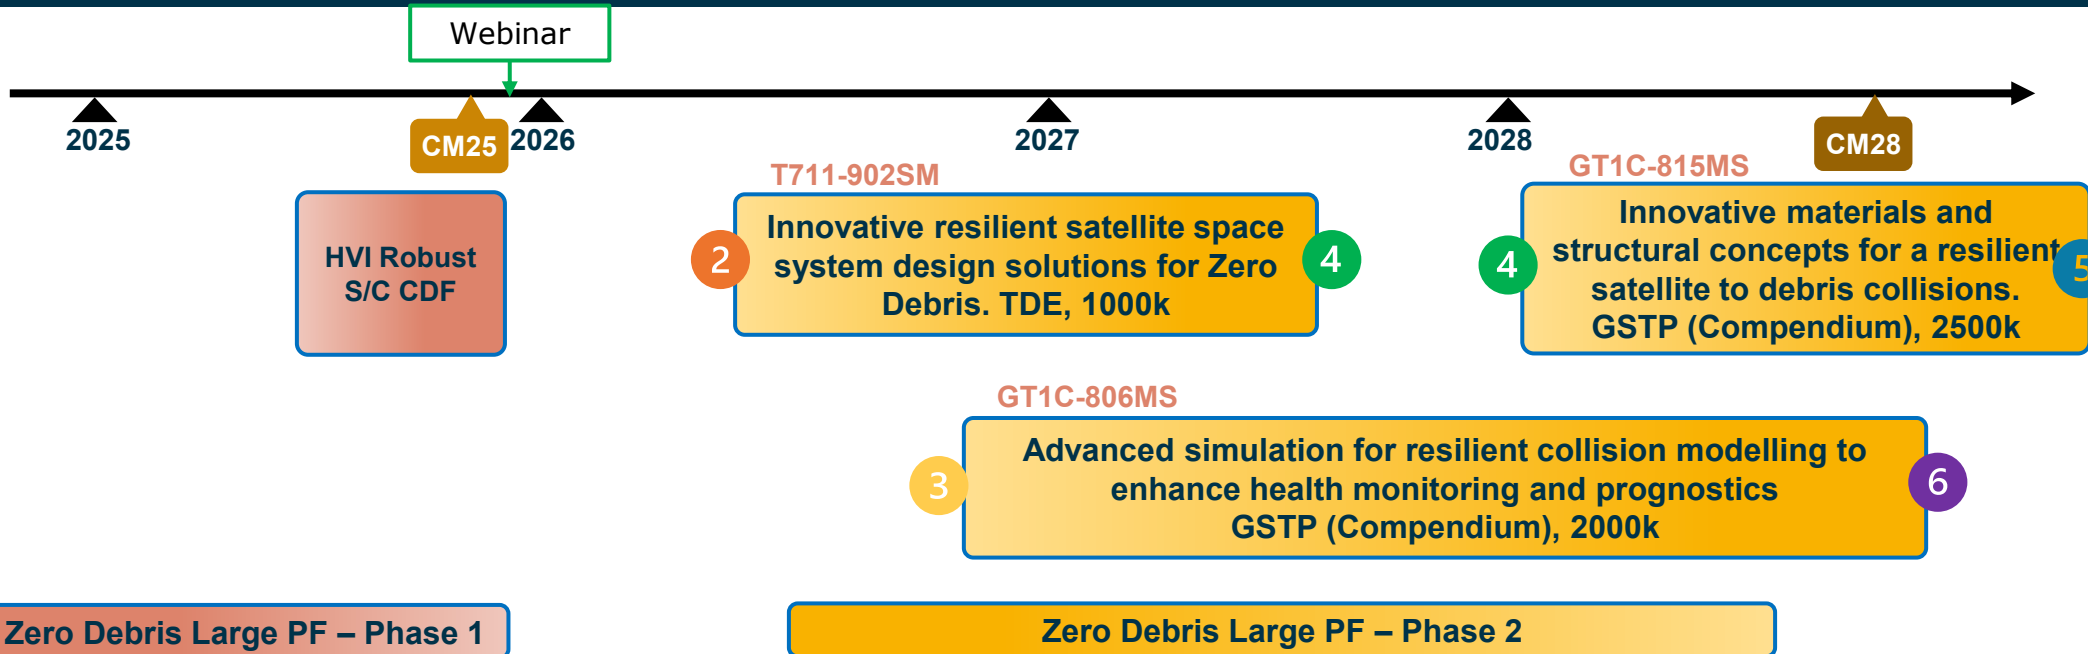 Webinar
2025
CM25
2026
2027
2028
CM28
T711-902SM
GT1C-815MS
HVI Robust
S/C CDF
2
Innovative resilient satellite space
system design solutions for Zero
Debris. TDE, 1000k
4
4
Innovative materials and
structural concepts for a resilient
satellite to debris collisions.
GSTP (Compendium), 2500k
5
GT1C-806MS
3
Advanced simulation for resilient collision modelling to
enhance health monitoring and prognostics
GSTP (Compendium), 2000k
6
Zero Debris Large PF – Phase 1
Zero Debris Large PF – Phase 2